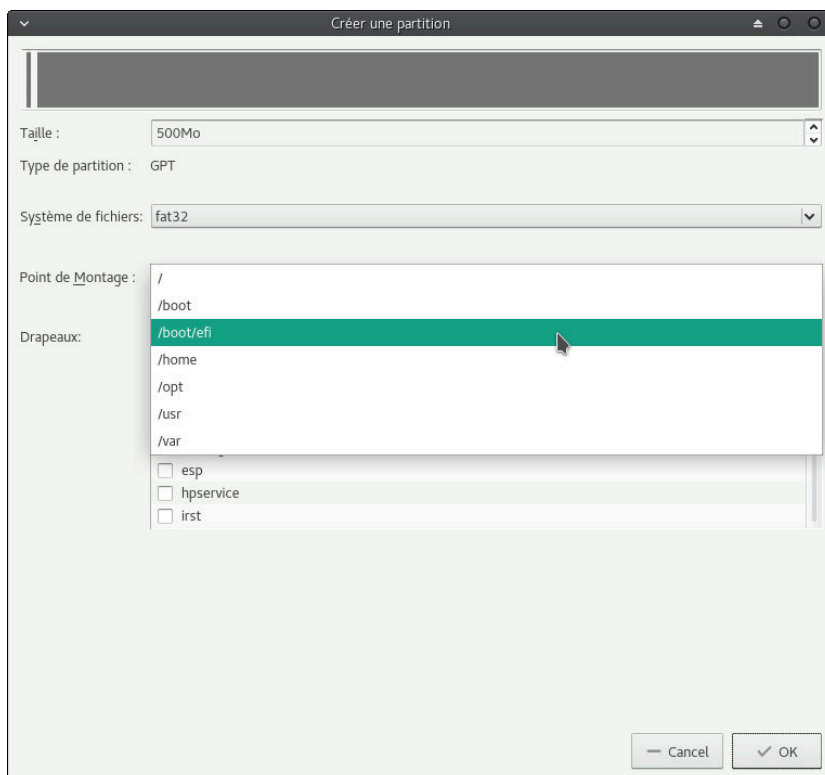 Créer une partition
Taille :
500Mo
Type de partition :
GPT
Système de fichiers:
fat32
Point de Montage :
/
/boot
/boot/efi
/home
/opt
/usr
/var
Drapeaux:
esp
hpservice
irst
Cancel
OK